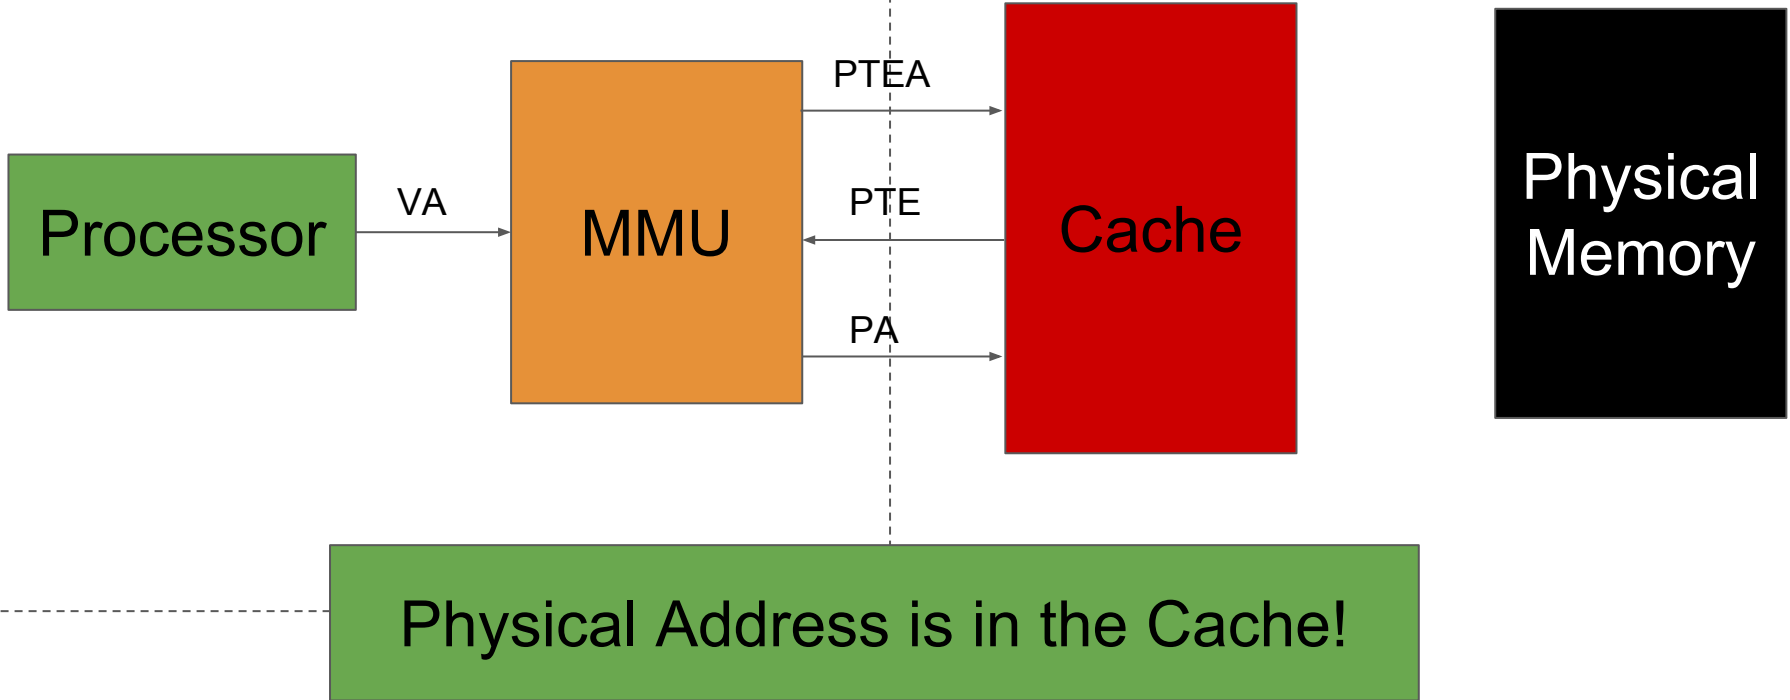 PTEA
Processor
VA
MMU
PTE
Cache
PA
Physical
Memory
Physical Address is in the Cache!